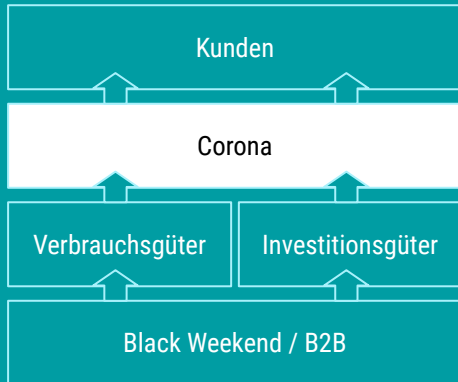 Kunden
Corona
Verbrauchsgüter
Investitionsgüter
Black Weekend / B2B